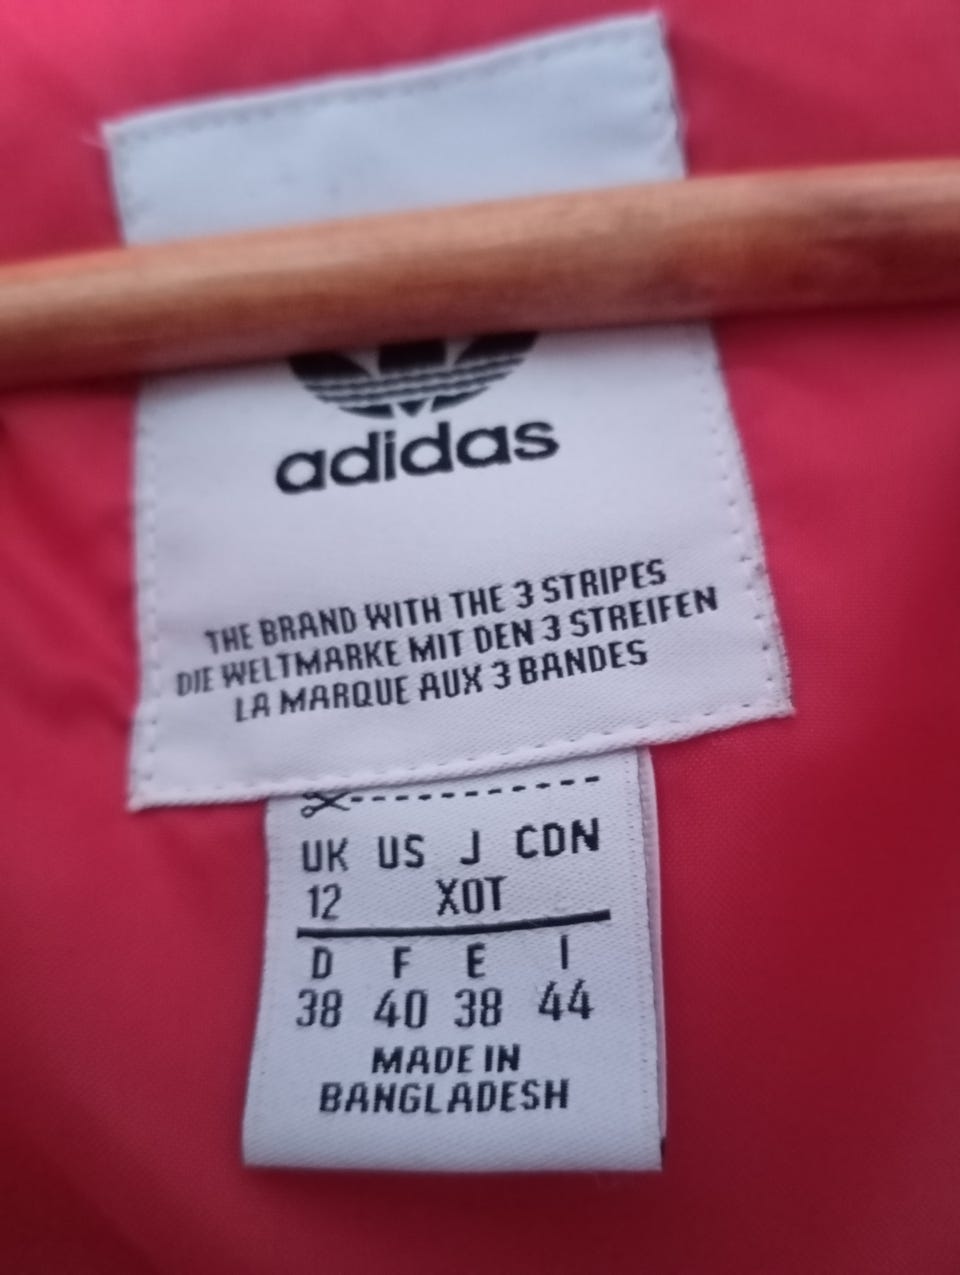 adidas
THE BRAND WITH THE 3 STRIPES
DIE WELTMARKE MIT DEN 3 STREIFEN
LA MARQUE AUX 3 BANDES
UK US J CDN
12 XOT
D F E I
38 40 38 44
MADE IN
BANGLADESH